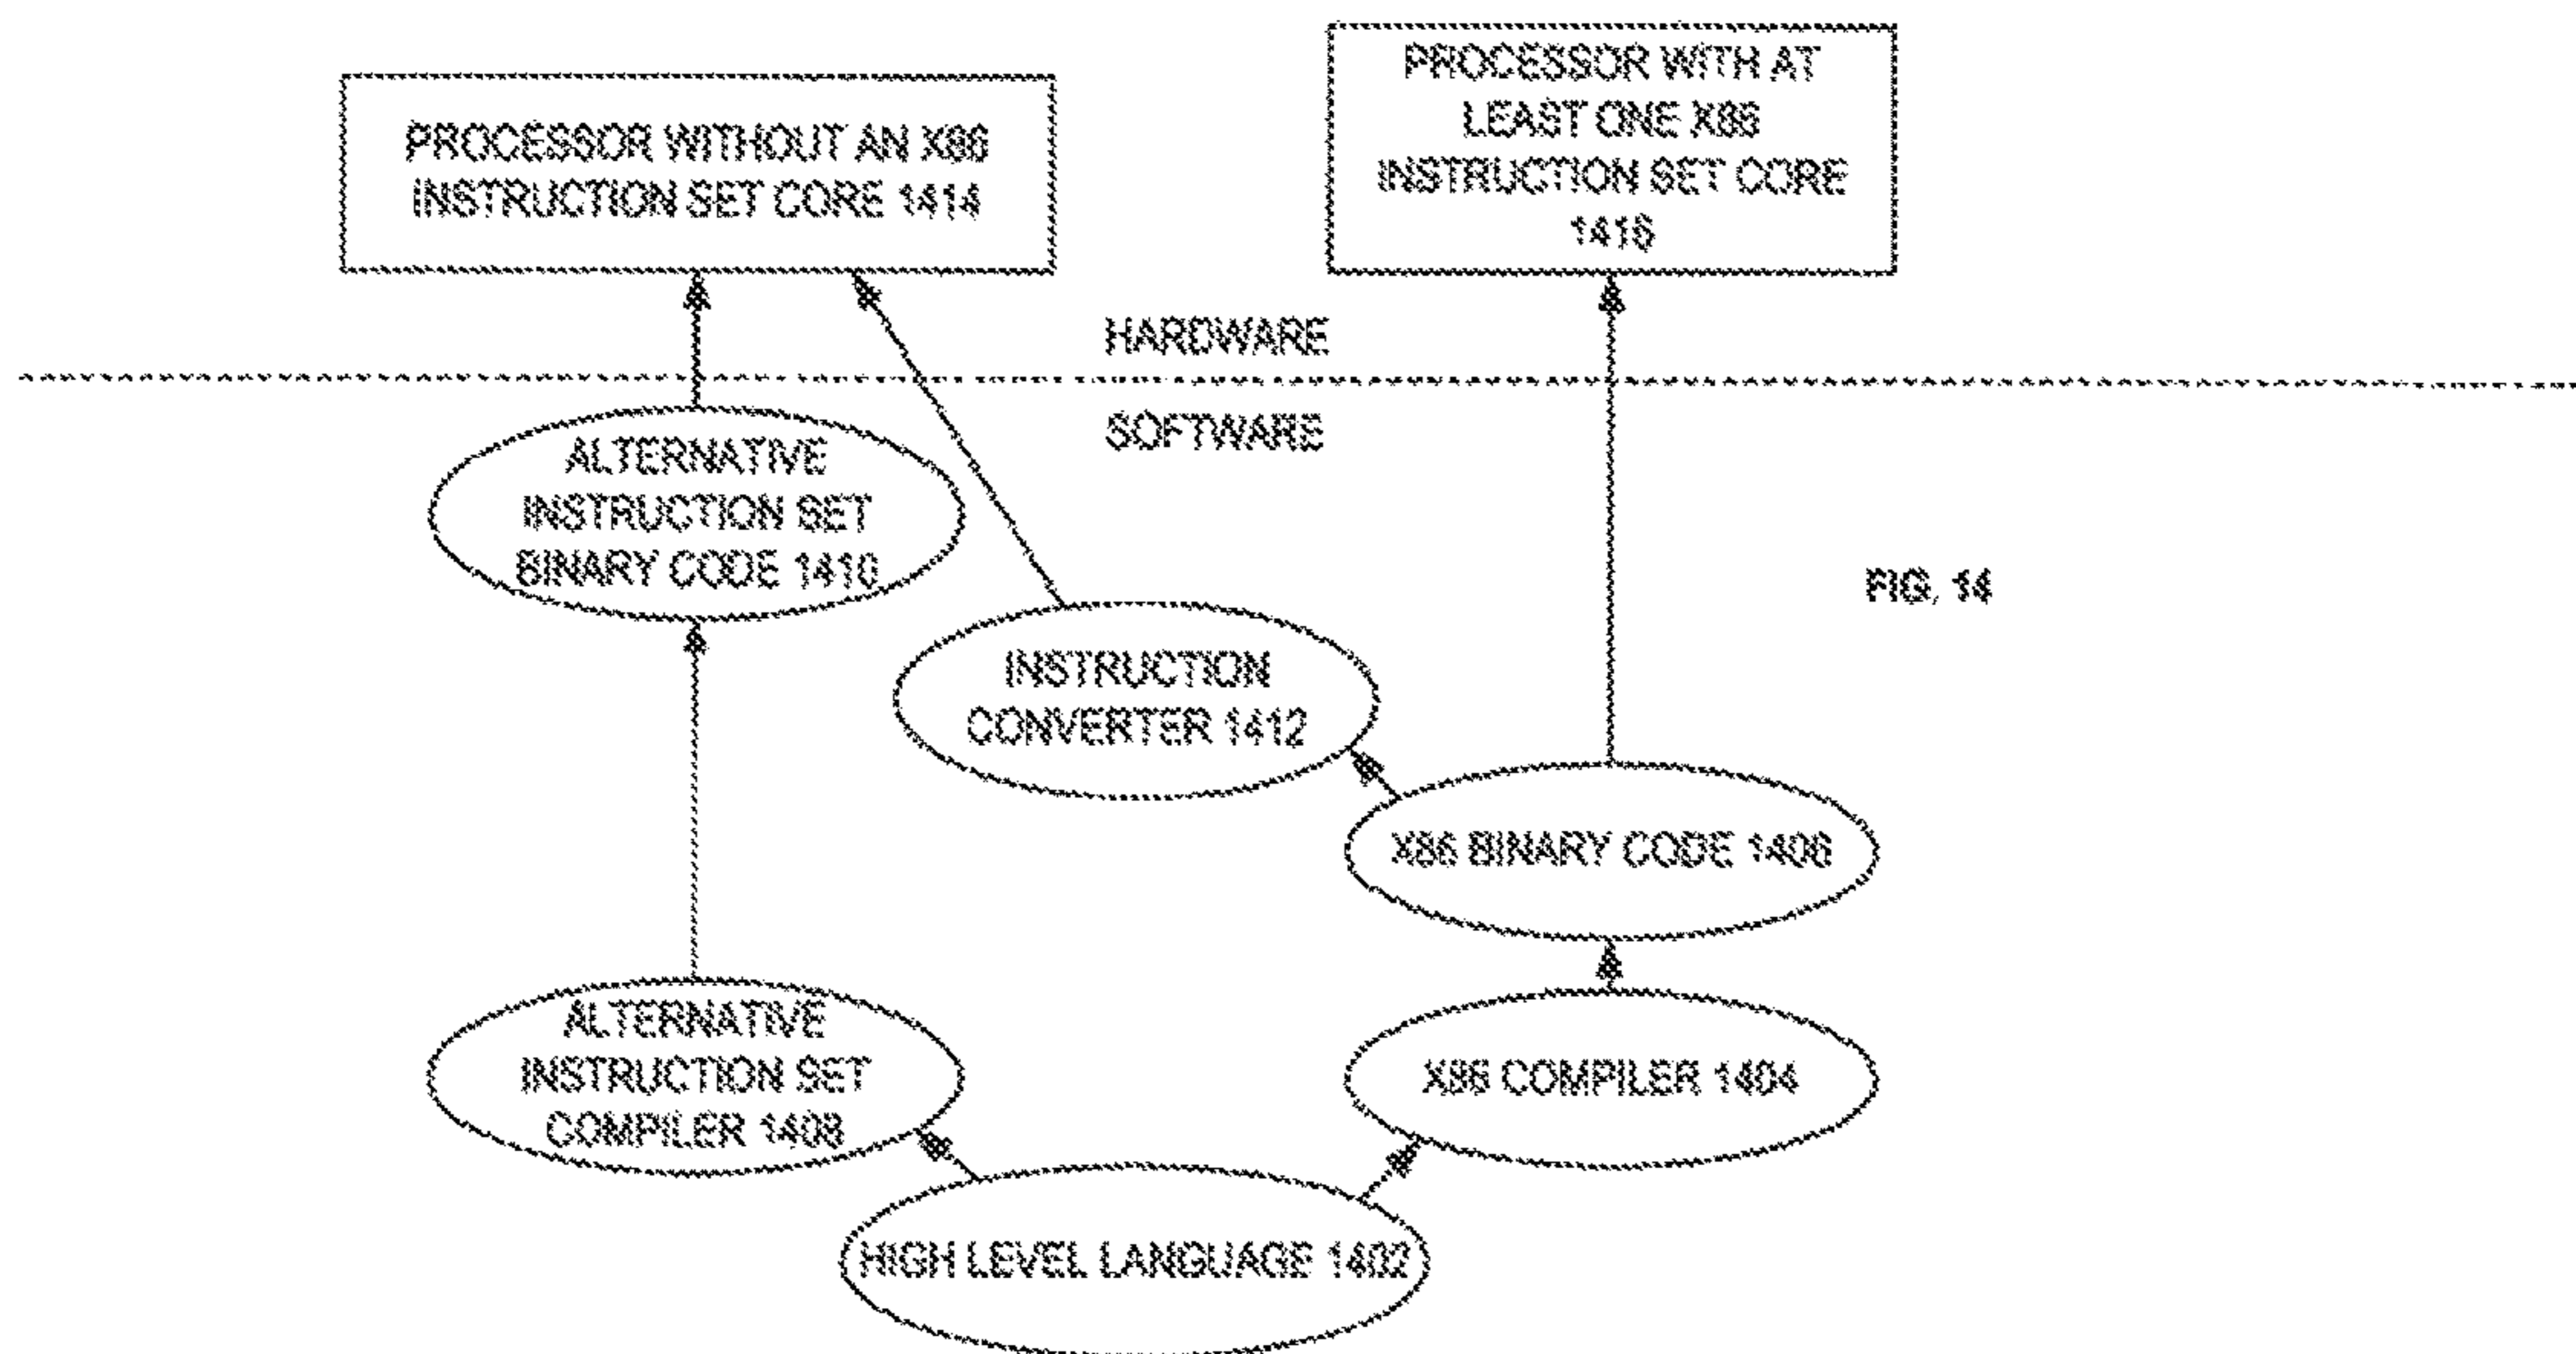 PROCESSOR WITHOUT AN X86
INSTRUCTION SET CORE 1414
PROCESSOR WITH AT
LEAST ONE X86
INSTRUCTION SET CORE
1416
HARDWARE
SOFTWARE
ALTERNATIVE
INSTRUCTION SET
BINARY CODE 1410
FIG. 14
INSTRUCTION
CONVERTER 1412
X86 BINARY CODE 1406
ALTERNATIVE
INSTRUCTION SET
COMPILER 1408
X86 COMPILER 1404
HIGH LEVEL LANGUAGE 1402